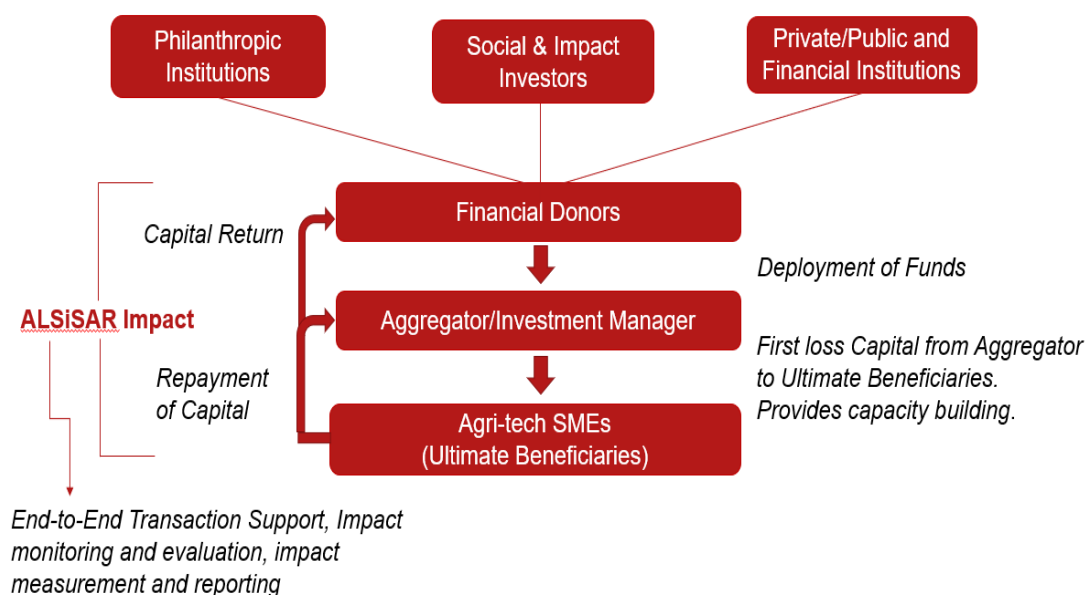 Philanthropic
Institutions
Social & Impact
Investors
Private/Public and
Financial Institutions
Financial Donors
Capital Return
Deployment of Funds
ALSiSAR Impact
Aggregator/Investment Manager
First loss Capital from Aggregator
to Ultimate Beneficiaries.
Provides capacity building.
Repayment
of Capital
Agri-tech SMEs
(Ultimate Beneficiaries)
End-to-End Transaction Support, Impact
monitoring and evaluation, impact
measurement and reporting